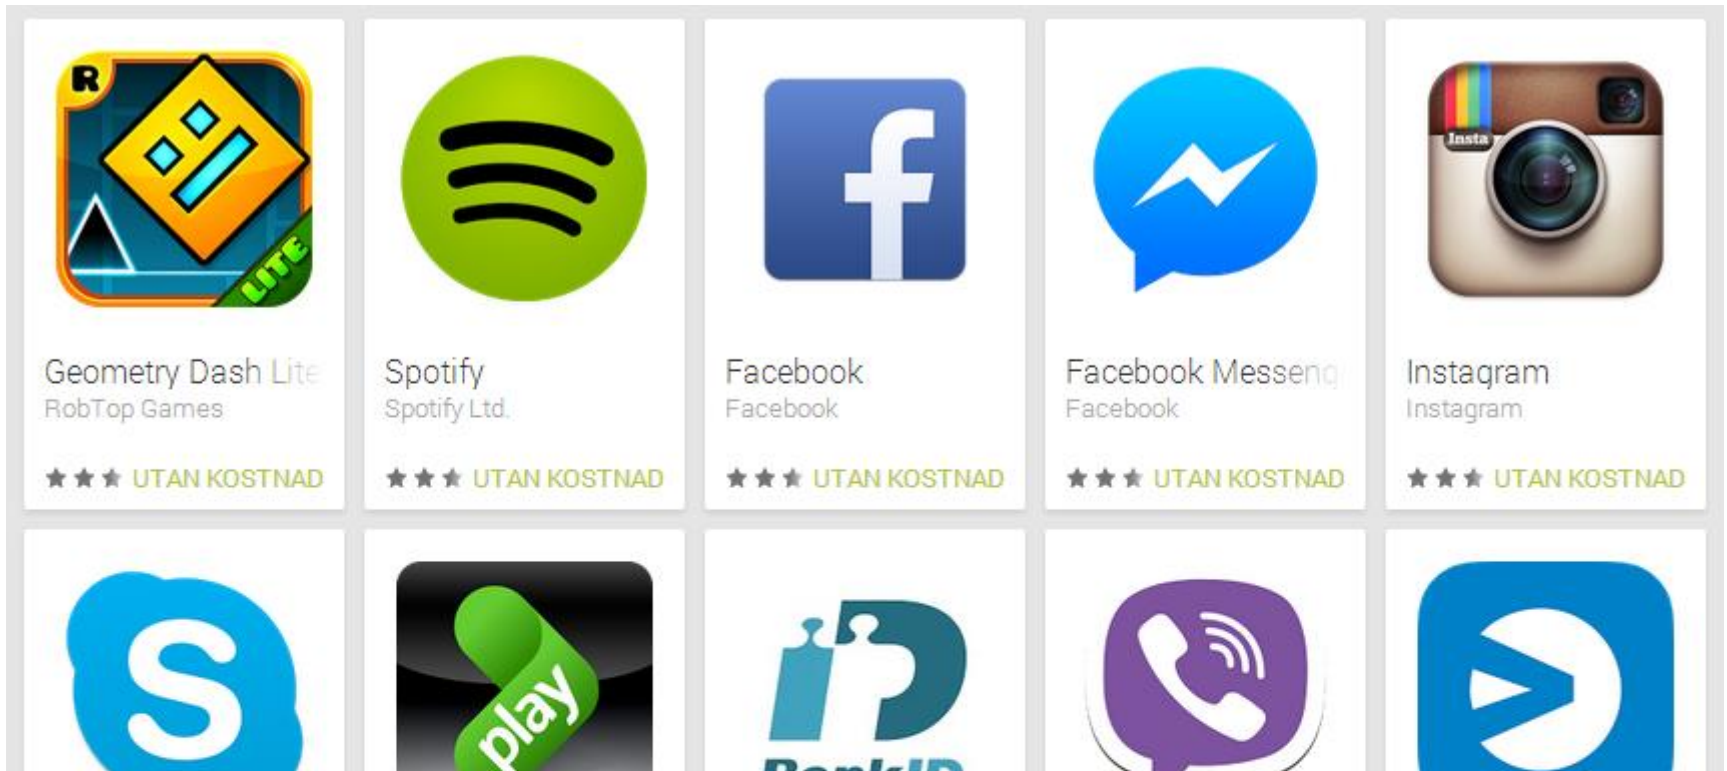 R
LITE
Insta
Geometry Dash Lite
Spotify
Facebook
Facebook Messeng
Instagram
RobTop Games
Spotify Ltd.
Facebook
Facebook
Instagram
UTAN KOSTNAD
UTAN KOSTNAD
UTAN KOSTNAD
UTAN KOSTNAD
UTAN KOSTNAD
S
play
BankID